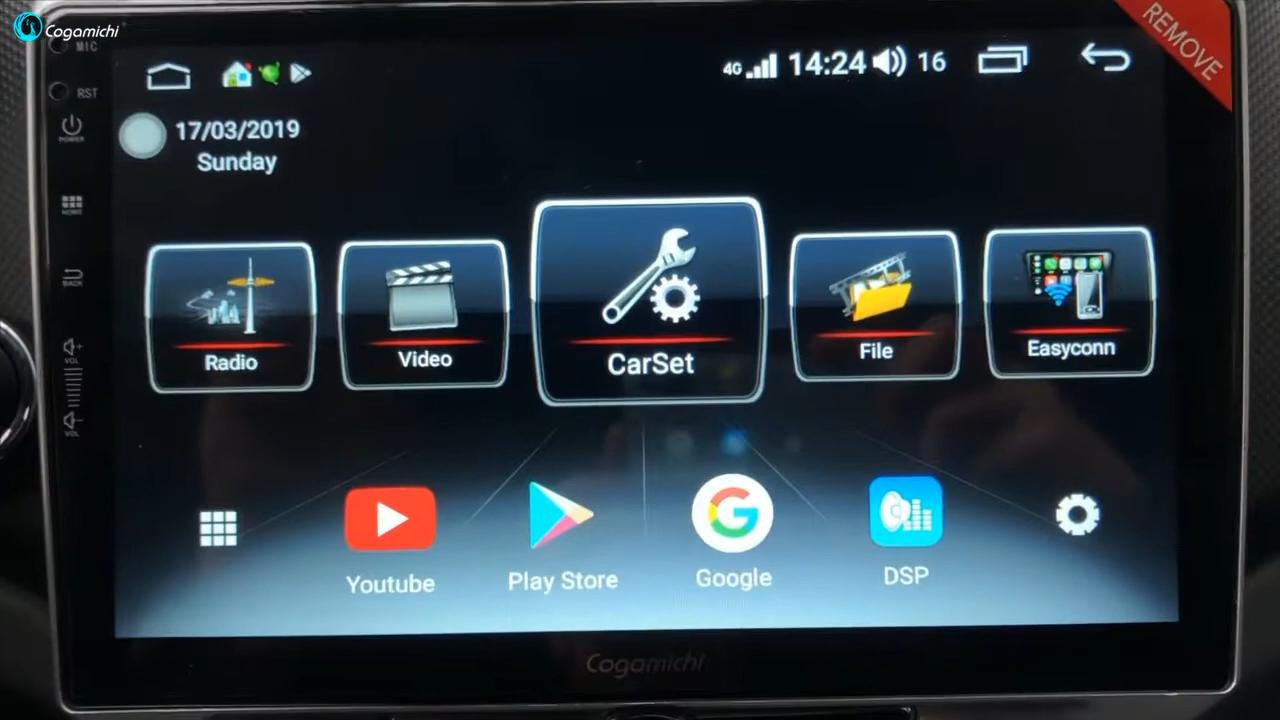 Cogamichi
MIC
REMOVE
4G 14:24 16
RST
POWER
17/03/2019
Sunday
HOME
BACK
Radio
Video
CarSet
File
Easyconn
VOL
VOL
Youtube
Play Store
Google
DSP
Cogamichi